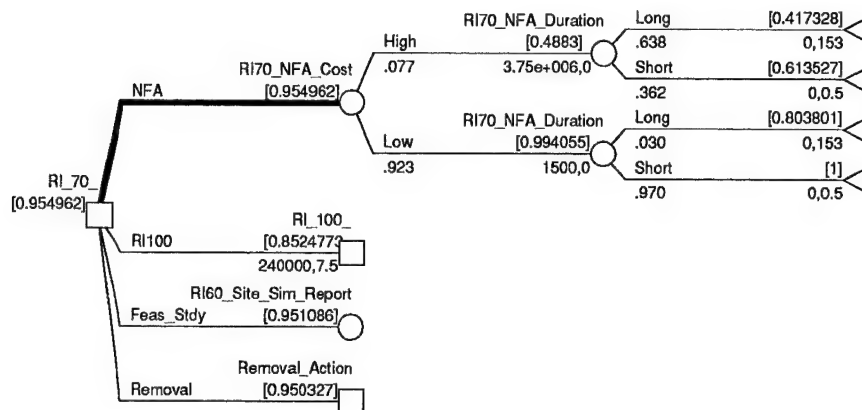 RI70_NFA_Duration
Long [0.417328]
High [0.4883]
.638 0,153
RI70_NFA_Cost
.077 3.75e+006,0
Short [0.613527]
NFA [0.954962]
.362 0,0.5
RI70_NFA_Duration
Long [0.803801]
Low [0.994055]
.030 0,153
.923 1500,0
Short [1]
RI_70_
.970 0,0.5
[0.954962]
RI_100_
RI100 [0.8524773
240000,7.5
RI60_Site_Sim_Report
Feas_Stdy [0.951086]
Removal_Action
Removal [0.950327]